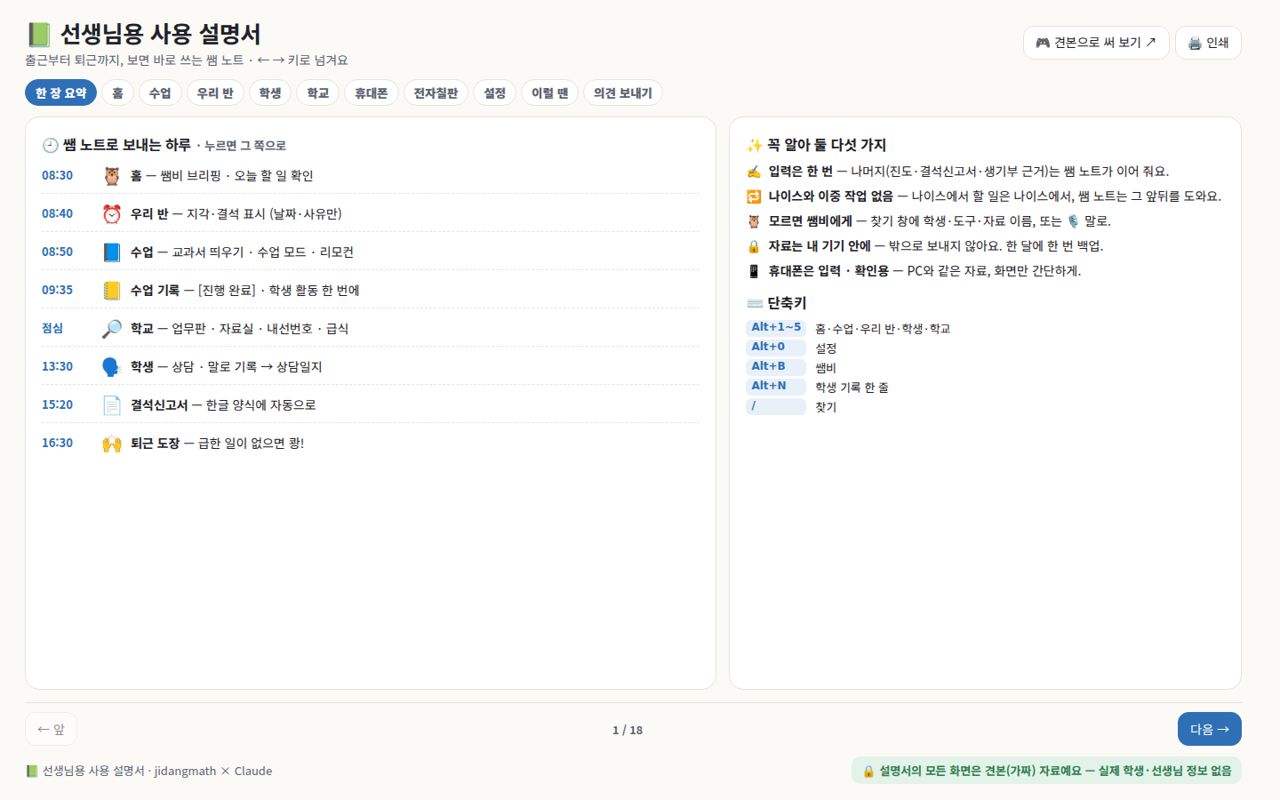 📗 선생님용 사용 설명서
출근부터 퇴근까지, 보면 바로 쓰는 쌤 노트 · ← → 키로 넘겨요
🎮 견본으로 써 보기 ↗
🖨️ 인쇄
한 장 요약
홈
수업
우리 반
학생
학교
휴대폰
전자칠판
설정
이럴 땐
의견 보내기
🕘 쌤 노트로 보내는 하루 · 누르면 그 쪽으로
08:30 🦉 홈 — 쌤비 브리핑 · 오늘 할 일 확인
08:40 ⏰ 우리 반 — 지각·결석 표시 (날짜·사유만)
08:50 📘 수업 — 교과서 띄우기 · 수업 모드 · 리모컨
09:35 📒 수업 기록 — [진행 완료] · 학생 활동 한 번에
점심 🔎 학교 — 업무판 · 자료실 · 내선번호 · 급식
13:30 🗣️ 학생 — 상담 · 말로 기록 → 상담일지
15:20 📄 결석신고서 — 한글 양식에 자동으로
16:30 🙌 퇴근 도장 — 급한 일이 없으면 쾅!
✨ 꼭 알아 둘 다섯 가지
✍️ 입력은 한 번 — 나머지(진도·결석신고서·생기부 근거)는 쌤 노트가 이어 줘요.
🔁 나이스와 이중 작업 없음 — 나이스에서 할 일은 나이스에서, 쌤 노트는 그 앞뒤를 도와요.
🦉 모르면 쌤비에게 — 찾기 창에 학생·도구·자료 이름, 또는 🎙️ 말로.
🔒 자료는 내 기기 안에 — 밖으로 보내지 않아요. 한 달에 한 번 백업.
📱 휴대폰은 입력 · 확인용 — PC와 같은 자료, 화면만 간단하게.
⌨️ 단축키
Alt+1~5 홈·수업·우리 반·학생·학교
Alt+0 설정
Alt+B 쌤비
Alt+N 학생 기록 한 줄
/ 찾기
← 앞
1 / 18
다음 →
📗 선생님용 사용 설명서 · jidangmath × Claude
🔒 설명서의 모든 화면은 견본(가짜) 자료예요 — 실제 학생·선생님 정보 없음